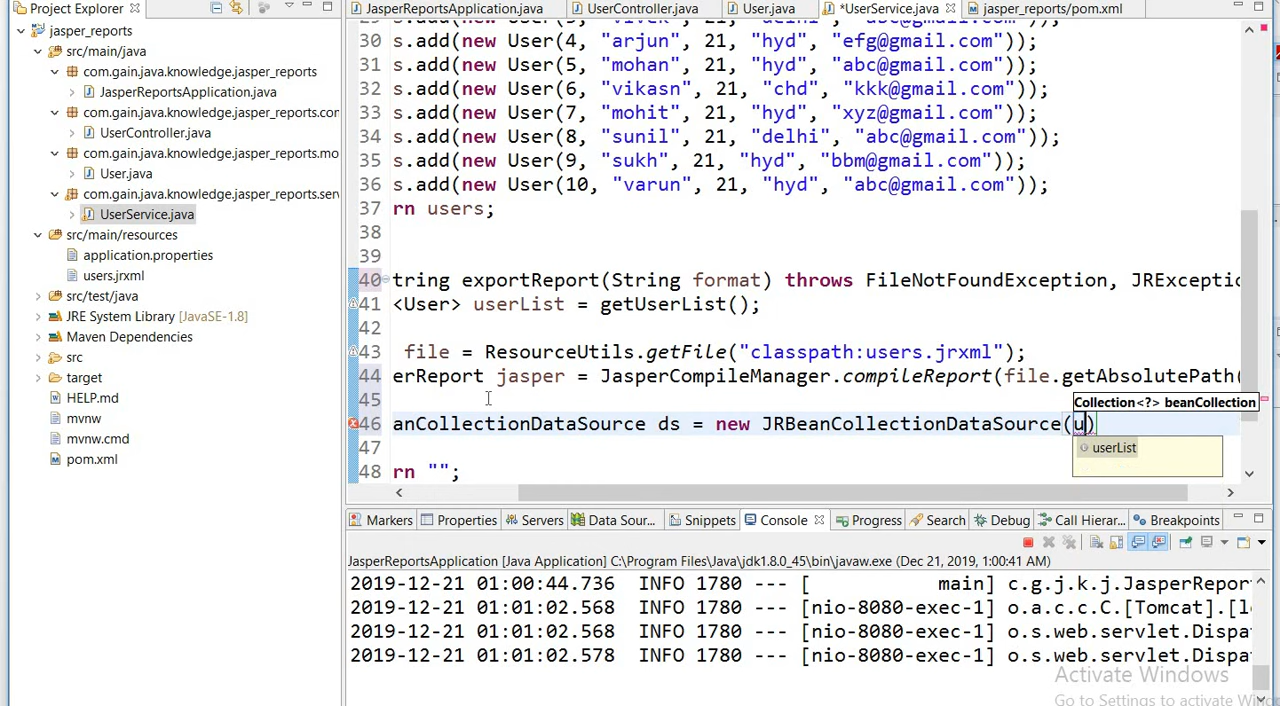 Project Explorer
jasper_reports
src/main/java
com.gain.java.knowledge.jasper_reports
JasperReportsApplication.java
com.gain.java.knowledge.jasper_reports.con
UserController.java
com.gain.java.knowledge.jasper_reports.mo
User.java
com.gain.java.knowledge.jasper_reports.serv
UserService.java
src/main/resources
application.properties
users.jrxml
src/test/java
JRE System Library [JavaSE-1.8]
Maven Dependencies
src
target
HELP.md
mvnw
mvnw.cmd
pom.xml
JasperReportsApplication.java UserController.java User.java *UserService.java jasper_reports/pom.xml
29 s.add(new User(3, "vivek", 21, "delhi", "abc@gmail.com"));
30 s.add(new User(4, "arjun", 21, "hyd", "efg@gmail.com"));
31 s.add(new User(5, "mohan", 21, "hyd", "abc@gmail.com"));
32 s.add(new User(6, "vikasn", 21, "chd", "kkk@gmail.com"));
33 s.add(new User(7, "mohit", 21, "hyd", "xyz@gmail.com"));
34 s.add(new User(8, "sunil", 21, "delhi", "abc@gmail.com"));
35 s.add(new User(9, "sukh", 21, "hyd", "bbm@gmail.com"));
36 s.add(new User(10, "varun", 21, "hyd", "abc@gmail.com"));
37 rn users;
38
39
40 tring exportReport(String format) throws FileNotFoundException, JRExceptio
41 <User> userList = getUserList();
42
43 file = ResourceUtils.getFile("classpath:users.jrxml");
44 erReport jasper = JasperCompileManager.compileReport(file.getAbsolutePath(
45
Collection<?> beanCollection
46 anCollectionDataSource ds = new JRBeanCollectionDataSource(u)
userList
47
48 rn "";
Markers Properties Servers Data Sour... Snippets Console Progress Search Debug Call Hierar... Breakpoints
JasperReportsApplication [Java Application] C:\Program Files\Java\jdk1.8.0_45\bin\javaw.exe (Dec 21, 2019, 1:00:41 AM)
2019-12-21 01:00:44.736 INFO 1780 --- [ main] c.g.j.k.j.JasperRepor
2019-12-21 01:01:02.568 INFO 1780 --- [nio-8080-exec-1] o.a.c.c.C.[Tomcat].[l
2019-12-21 01:01:02.568 INFO 1780 --- [nio-8080-exec-1] o.s.web.servlet.Dispa
2019-12-21 01:01:02.578 INFO 1780 --- [nio-8080-exec-1] o.s.web.servlet.Dispa
Activate Windows
Go to Settings to activate Win